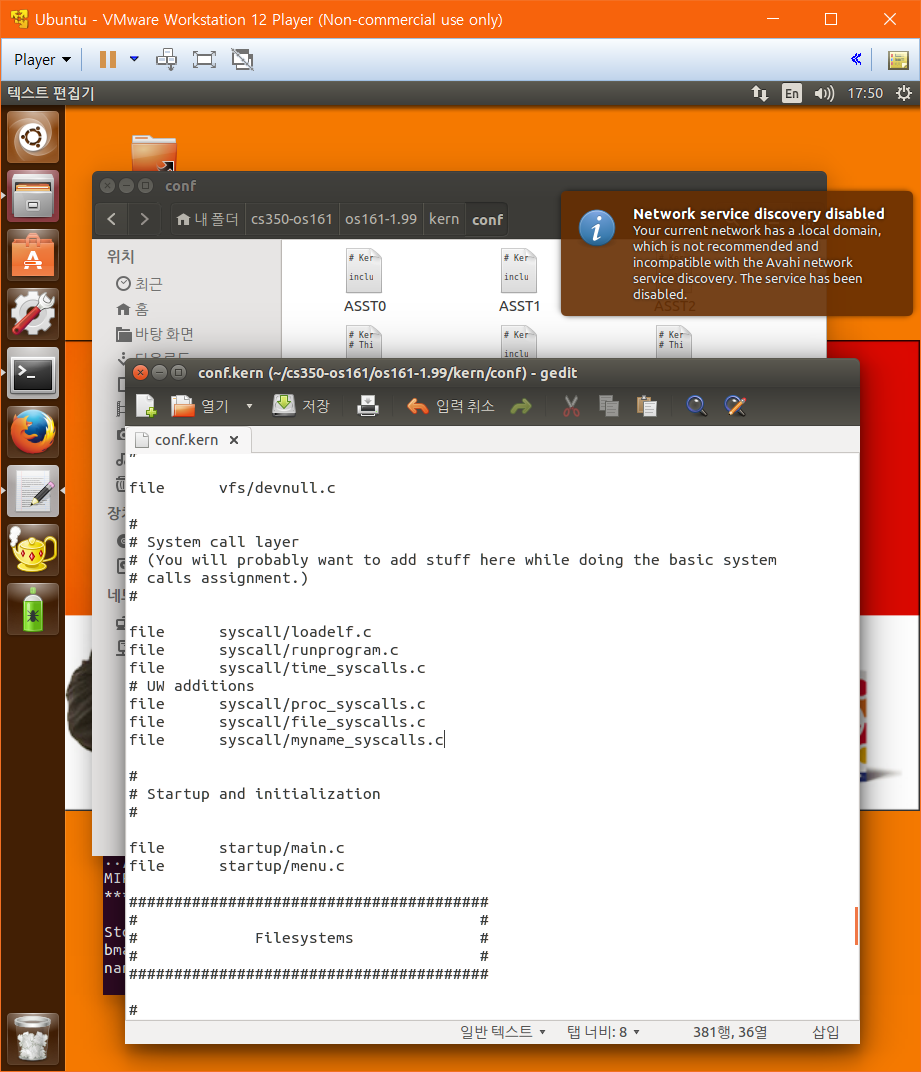 Ubuntu - VMware Workstation 12 Player (Non-commercial use only)
Player
텍스트 편집기
En
17:50
conf
내 폴더 cs350-os161 os161-1.99 kern conf
Network service discovery disabled
Your current network has a .local domain,
which is not recommended and
incompatible with the Avahi network
service discovery. The service has been
disabled.
위치
최근
홈
바탕 화면
다운로드
# Ker
inclu
ASST0
# Ker
inclu
ASST1
ASST2
# Ker
# Thi
# Ker
inclu
# Ker
# Thi
conf.kern (~/cs350-os161/os161-1.99/kern/conf) - gedit
열기 저장 입력 취소
conf.kern
#
file vfs/devnull.c
#
# System call layer
# (You will probably want to add stuff here while doing the basic system
# calls assignment.)
#
file syscall/loadelf.c
file syscall/runprogram.c
file syscall/time_syscalls.c
# UW additions
file syscall/proc_syscalls.c
file syscall/file_syscalls.c
file syscall/myname_syscalls.c
#
# Startup and initialization
#
file startup/main.c
file startup/menu.c
########################################
# #
# Filesystems #
# #
########################################
#
일반 텍스트 탭 너비: 8 381행, 36열 삽입